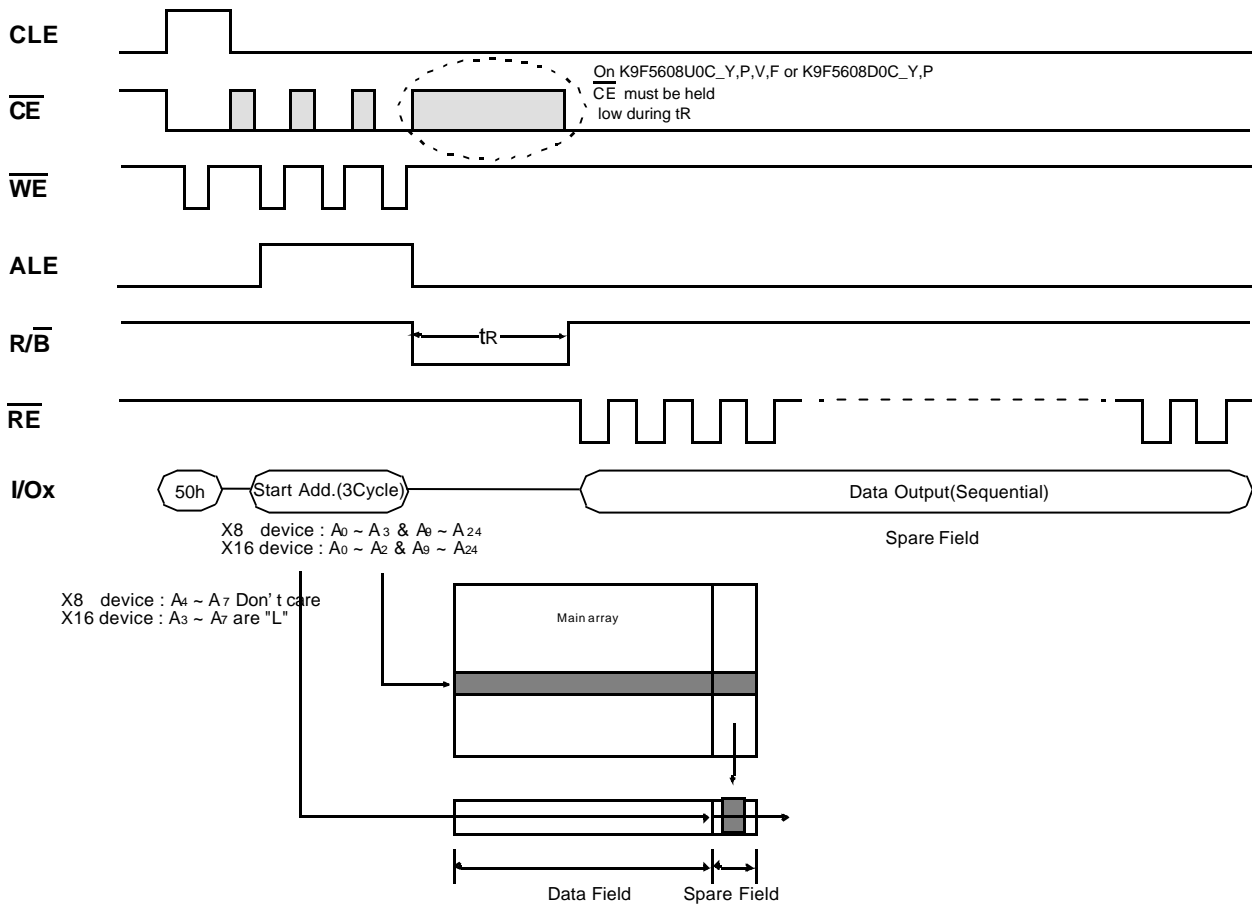 CLE
On K9F5608U0C_Y,P,V,F or K9F5608D0C_Y,P
CE
CE must be held
low during tR
WE
ALE
R/B
tR
RE
I/Ox
50h
Start Add.(3Cycle)
Data Output(Sequential)
X8 device : A0 ~ A3 & A9 ~ A24
X16 device : A0 ~ A2 & A9 ~ A24
Spare Field
X8 device : A4 ~ A7 Don't care
X16 device : A3 ~ A7 are "L"
Main array
Data Field
Spare Field